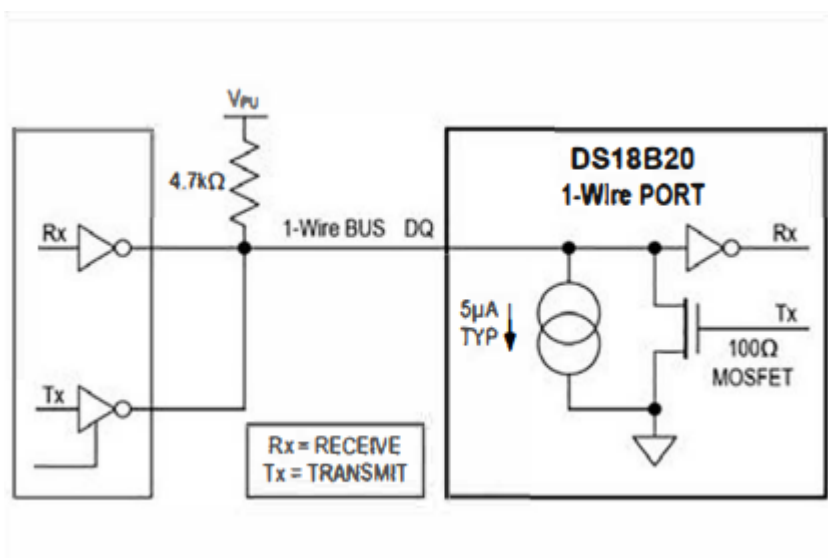 VPU
4.7kΩ
Rx
1-Wire BUS DQ
Tx
Rx = RECEIVE
Tx = TRANSMIT
DS18B20
1-Wire PORT
Rx
5µA
TYP
Tx
100Ω
MOSFET